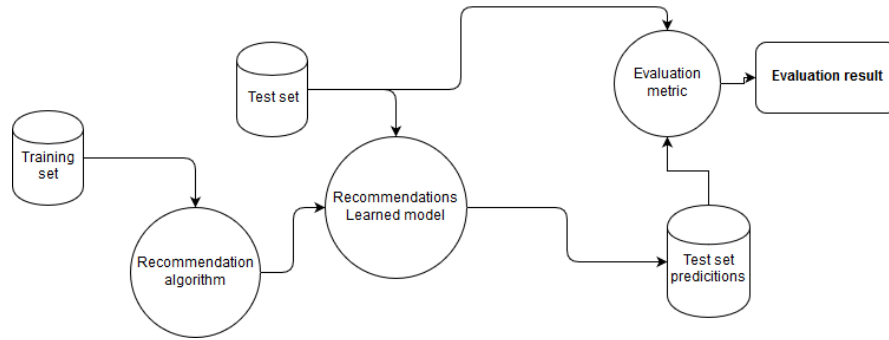 Training
set
Test set
Recommendation
algorithm
Recommendations
Learned model
Evaluation
metric
Evaluation result
Test set
predicitions